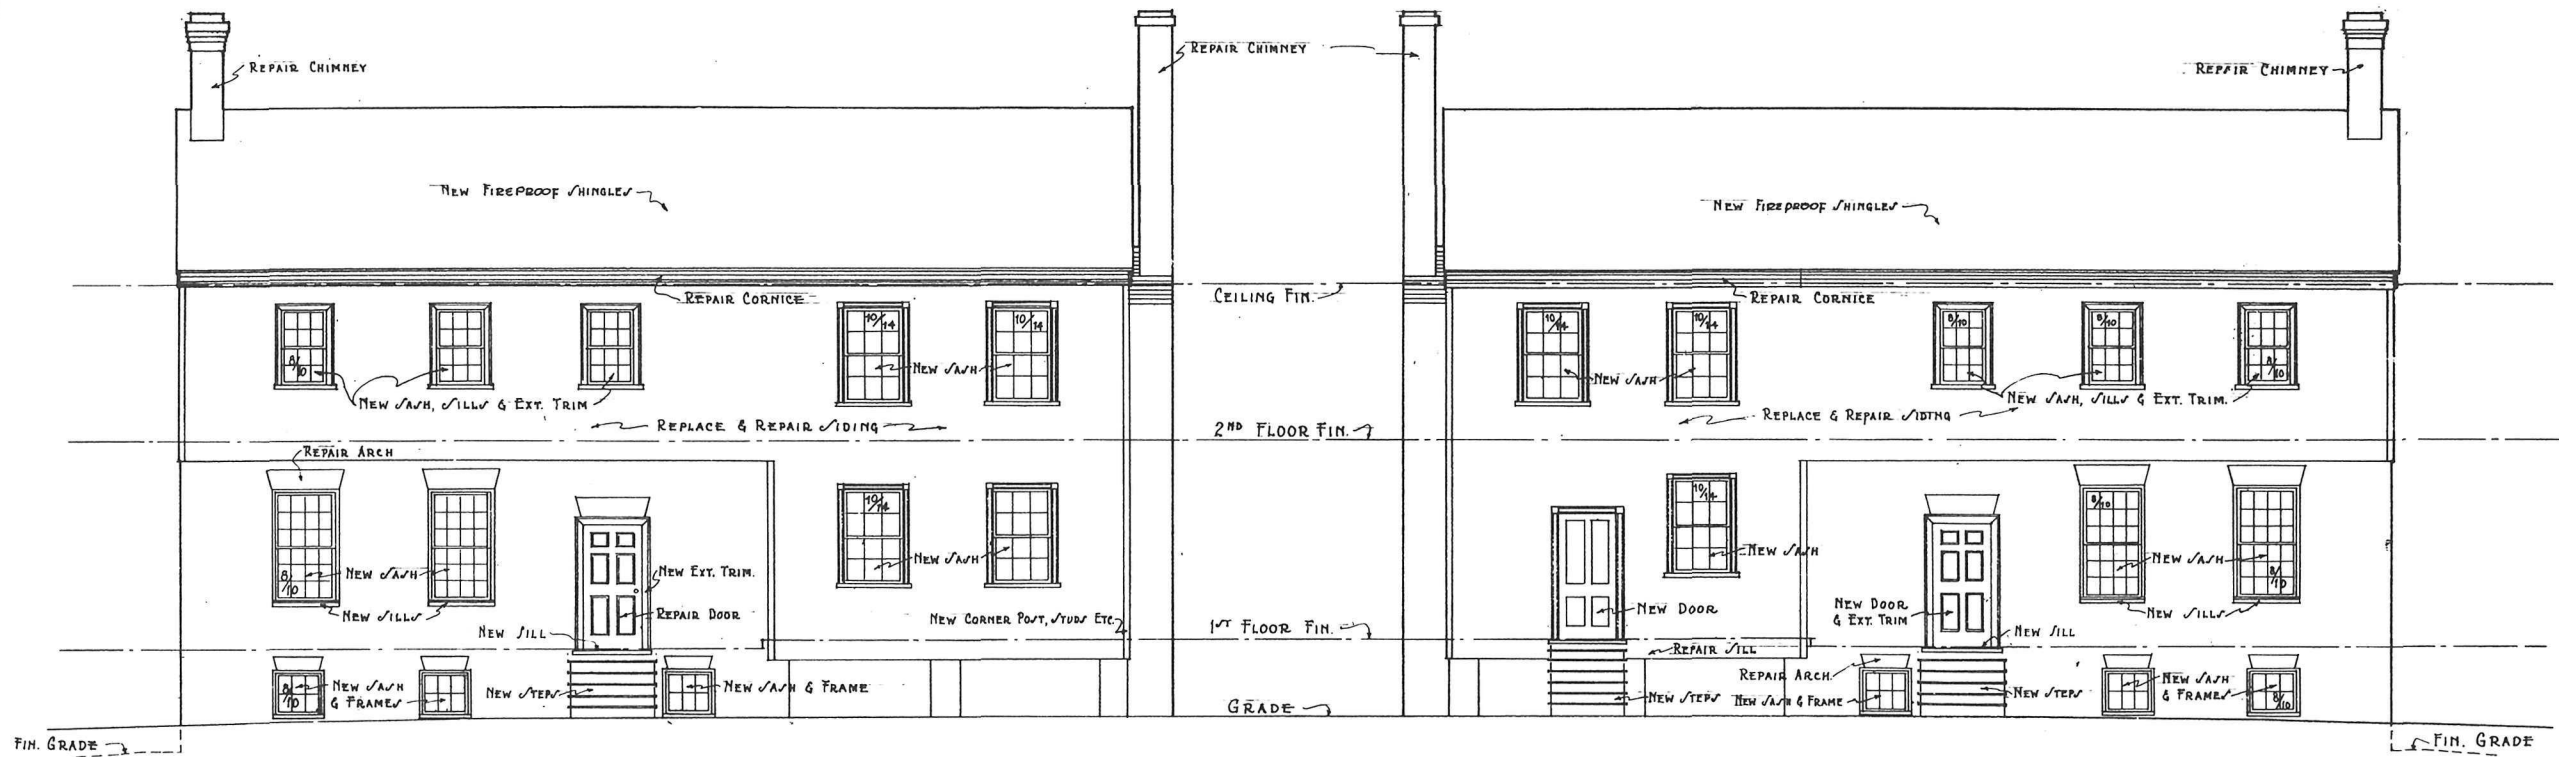 REPAIR CHIMNEY
NEW FIREPROOF SHINGLES
REPAIR CORNICE
8/10
10/14
10/14
NEW SASH
NEW SASH, SILLS & EXT. TRIM
REPLACE & REPAIR SIDING
REPAIR ARCH
8/10
NEW SASH
NEW SILLS
NEW EXT. TRIM.
REPAIR DOOR
NEW SILL
10/14
NEW SASH
NEW CORNER POST, STUDS ETC.
8/10
NEW SASH
& FRAMES
NEW STEPS
NEW SASH & FRAME
FIN. GRADE
REPAIR CHIMNEY
CEILING FIN.
2ND FLOOR FIN.
1ST FLOOR FIN.
GRADE
REPAIR CHIMNEY
NEW FIREPROOF SHINGLES
REPAIR CORNICE
10/14
10/14
8/10
8/10
8/10
NEW SASH
NEW SASH, SILLS & EXT. TRIM.
REPLACE & REPAIR SIDING
10/14
NEW SASH
NEW DOOR
8/10
NEW SASH
8/10
NEW SILLS
NEW DOOR
& EXT. TRIM
NEW SILL
REPAIR SILL
REPAIR ARCH.
NEW STEPS
NEW SASH & FRAME
NEW STEPS
NEW SASH
& FRAMES
8/10
FIN. GRADE